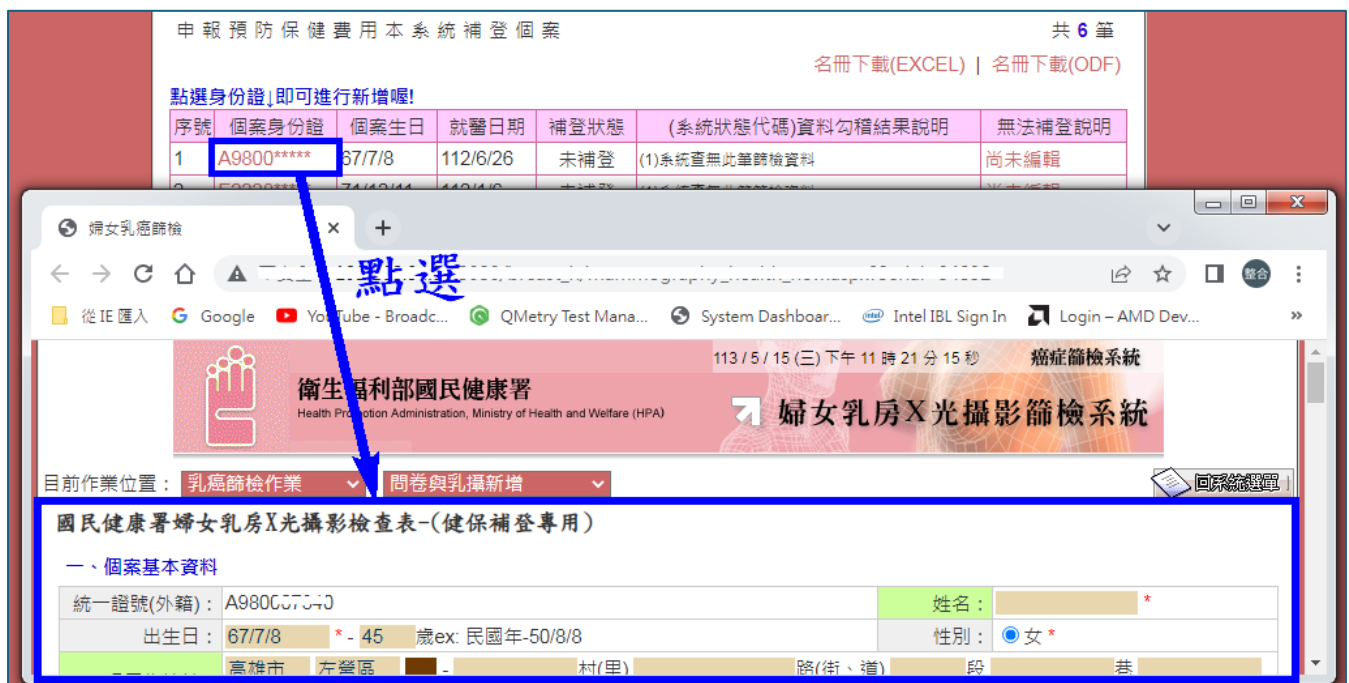 申報預防保健費用本系統補登個案 共 6 筆
名冊下載(EXCEL) | 名冊下載(ODF)
點選身份證↓即可進行新增喔!
序號 個案身份證 個案生日 就醫日期 補登狀態 (系統狀態代碼)資料勾稽結果說明 無法補登說明
1 A9800***** 67/7/8 112/6/26 未補登 (1)系統查無此筆篩檢資料 尚未編輯
婦女乳癌篩檢
點選
整合
從 IE 匯入 Google YouTube - Broadc... QMetry Test Mana... System Dashboar... Intel IBL Sign In Login – AMD Dev... »
113 / 5 / 15 (三) 下午 11 時 21 分 15 秒 癌症篩檢系統
衛生福利部國民健康署
Health Promotion Administration, Ministry of Health and Welfare (HPA)
婦女乳房X光攝影篩檢系統
目前作業位置： 乳癌篩檢作業 問卷與乳攝新增 回系統選單
國民健康署婦女乳房X光攝影檢查表-(健保補登專用)
一、個案基本資料
統一證號(外籍)： 姓名： *
出生日： 67/7/8 * - 45 歲ex: 民國年-50/8/8 性別： 女 *
高雄市 左營區 - 村(里) 路(街、道) 段 巷